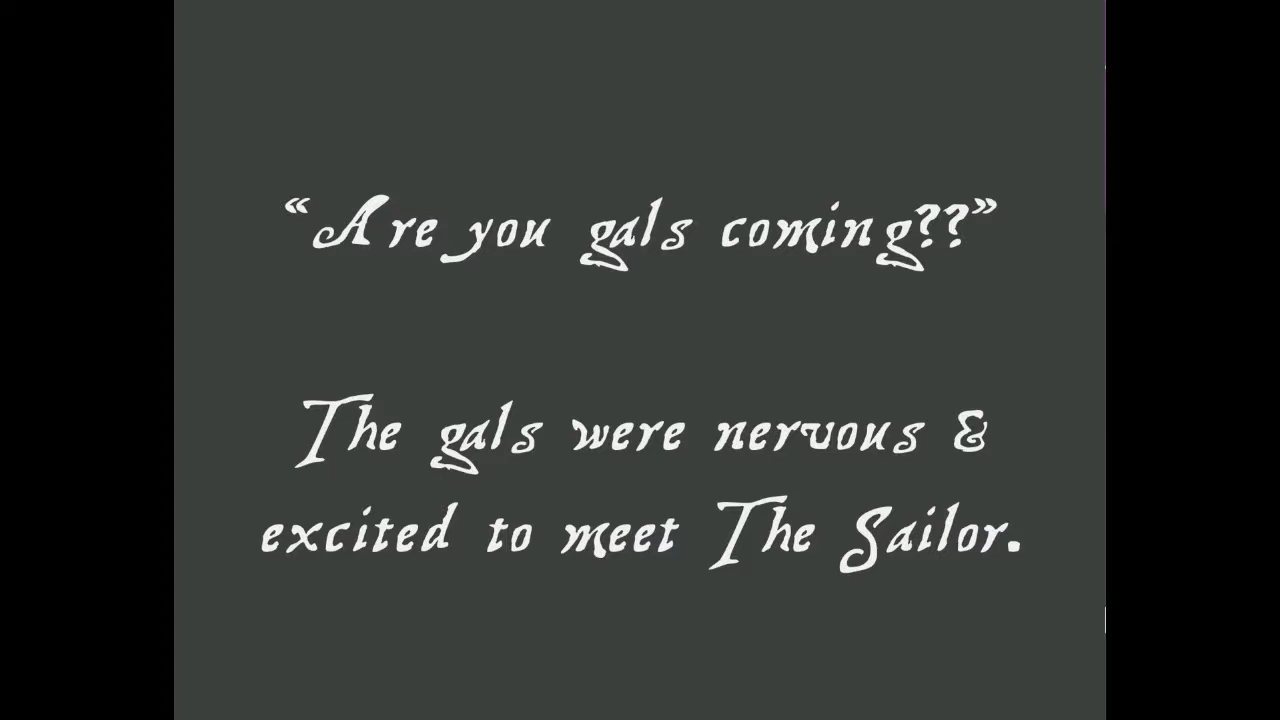 “Are you gals coming??”
The gals were nervous &
excited to meet The Sailor.